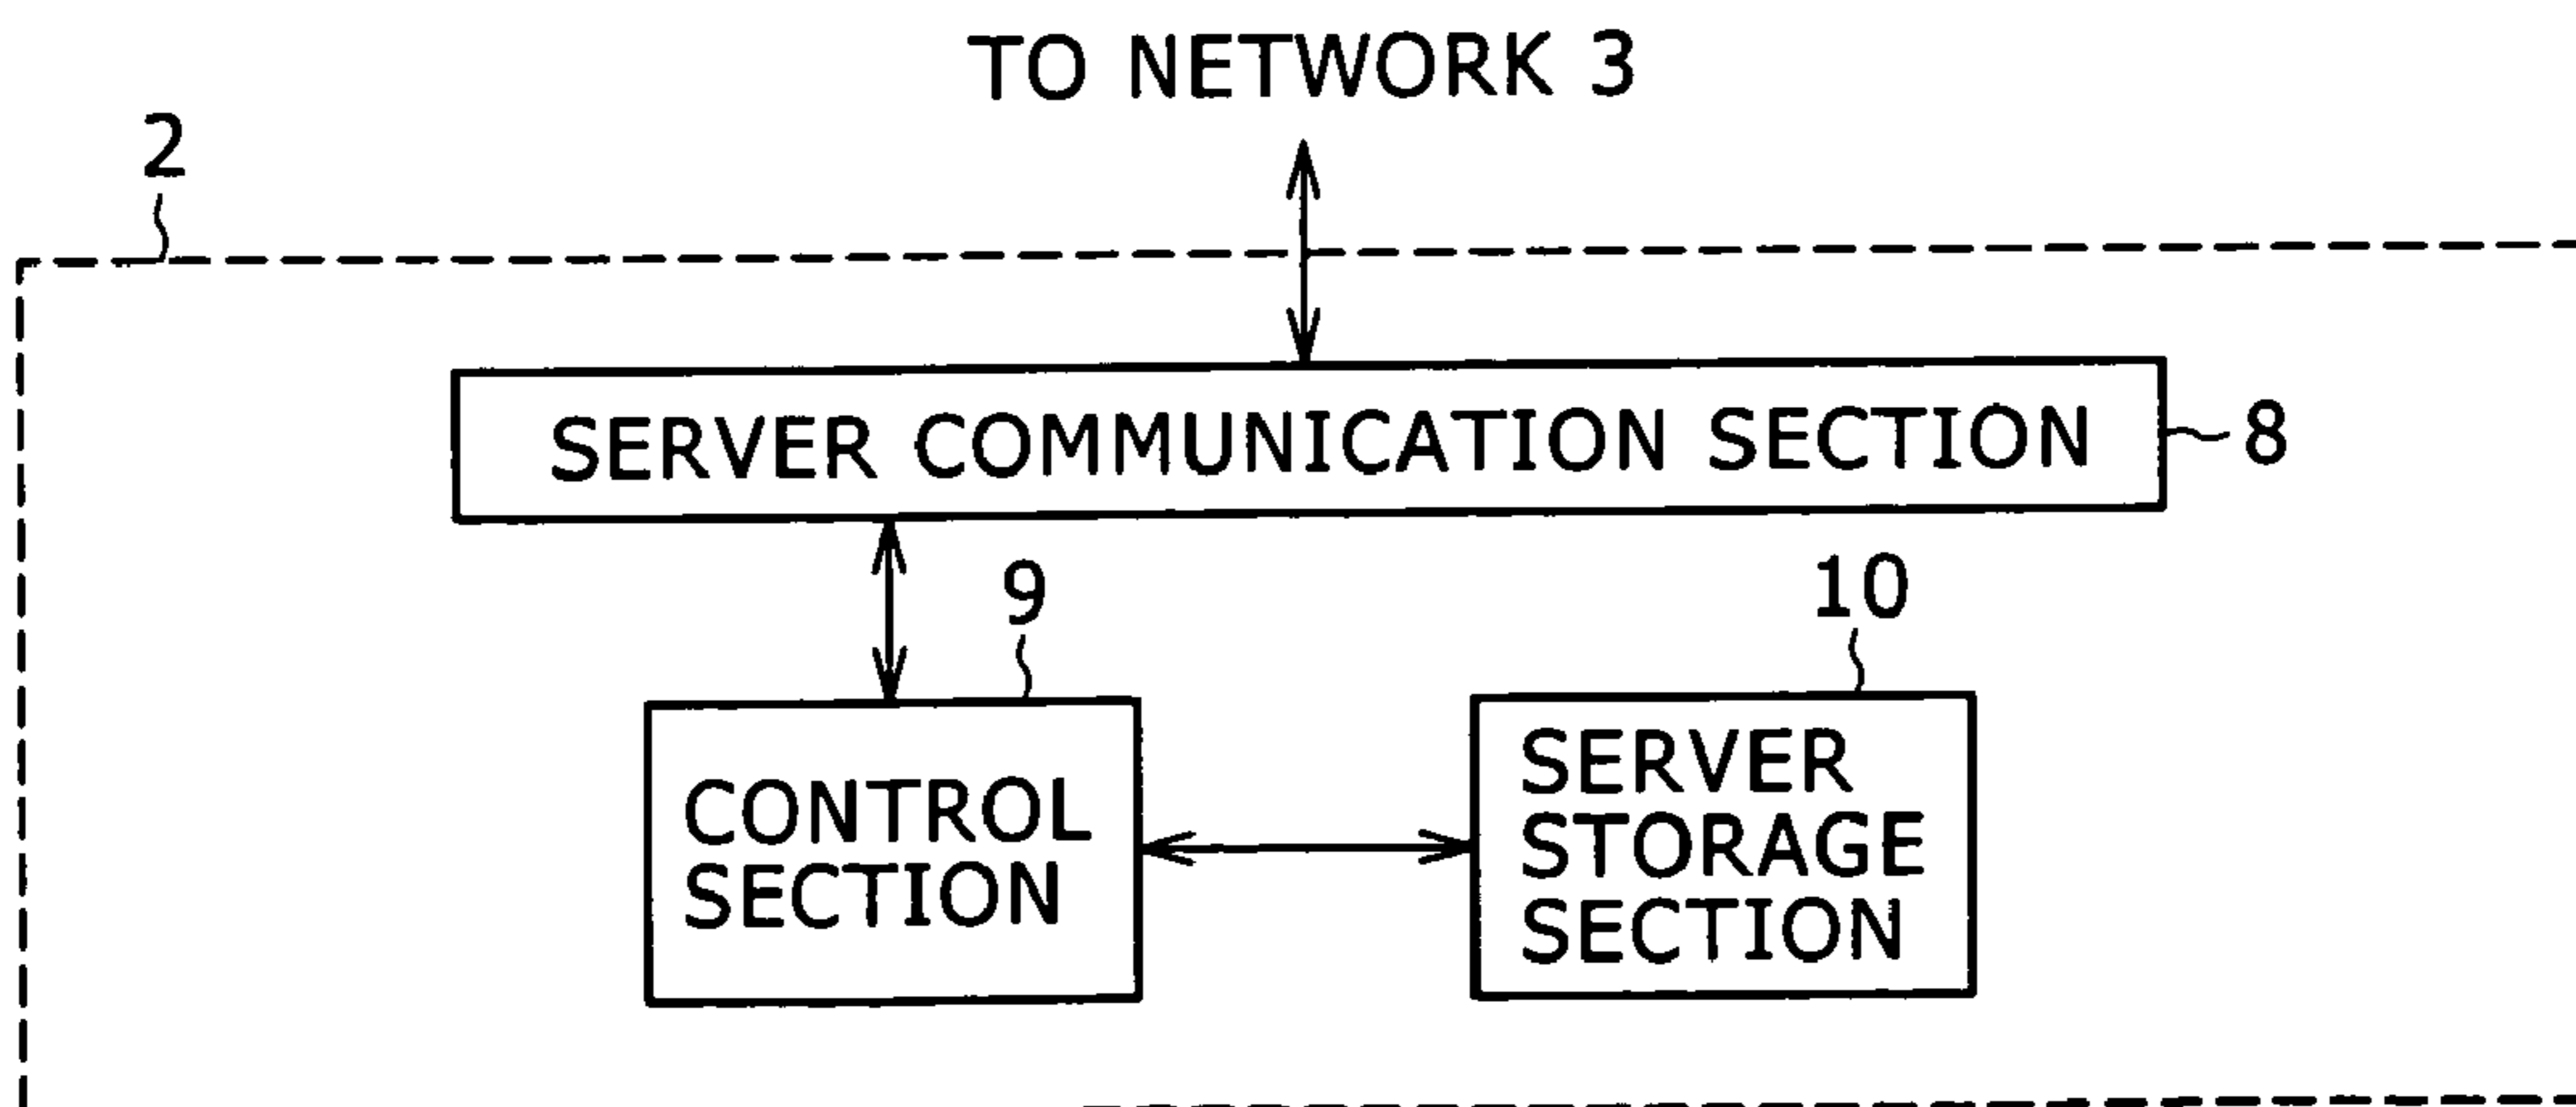 TO NETWORK 3
2
SERVER COMMUNICATION SECTION
8
9
10
CONTROL
SECTION
SERVER
STORAGE
SECTION